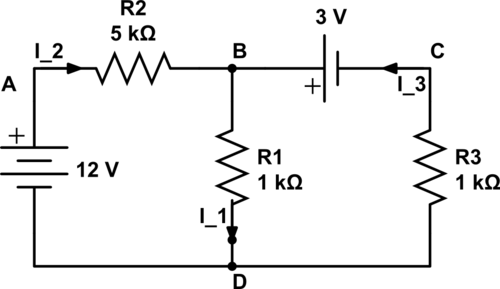 R2
5 kΩ
3 V
I_2
B
C
A
+
I_3
+
12 V
R1
1 kΩ
R3
1 kΩ
I_1
D